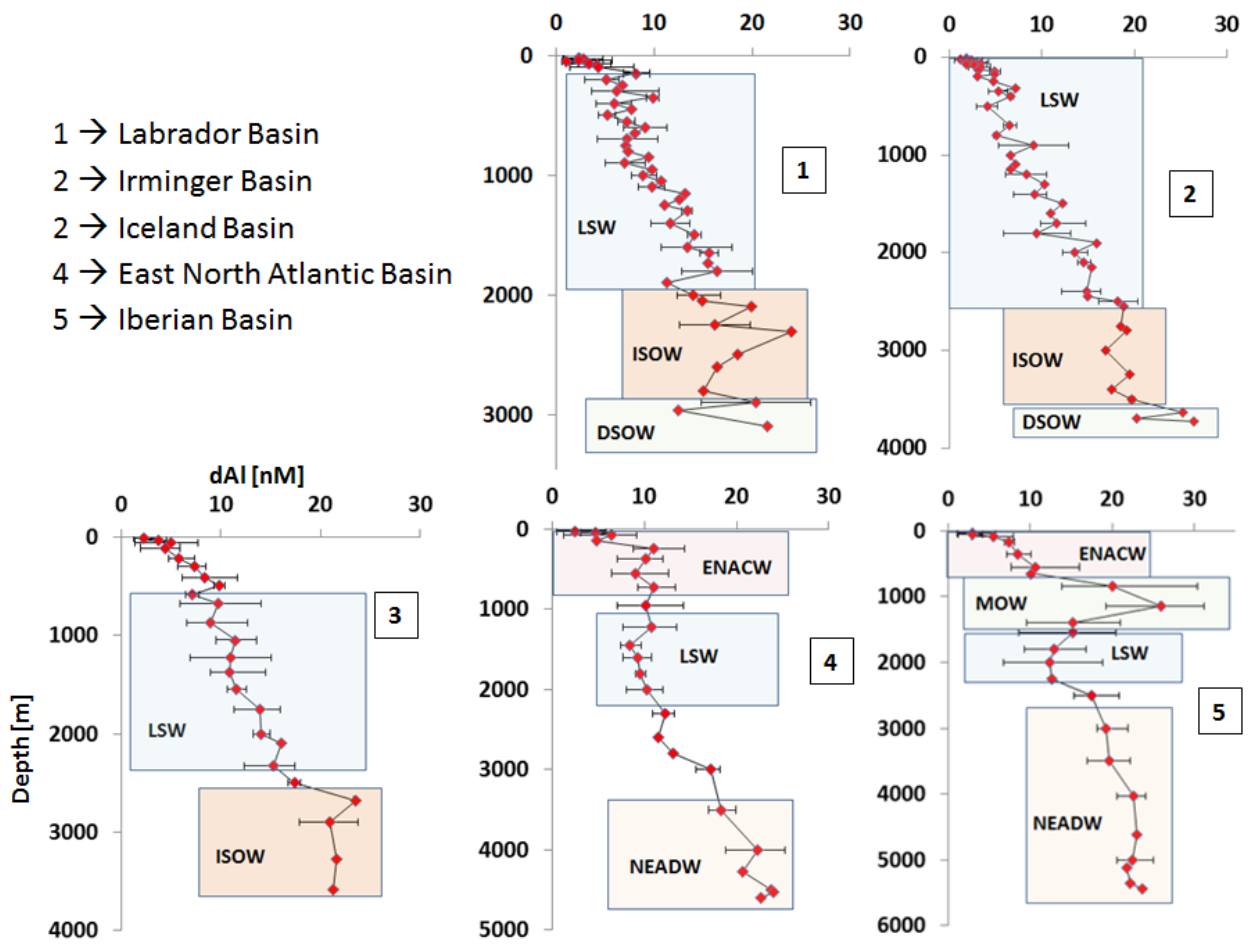 1 → Labrador Basin
2 → Irminger Basin
2 → Iceland Basin
4 → East North Atlantic Basin
5 → Iberian Basin
0 10 20 30
0
1000
2000
3000
LSW
ISOW
DSOW
1
0 10 20 30
0
1000
2000
3000
4000
LSW
ISOW
DSOW
2
dAl [nM]
0 10 20 30
Depth [m]
0
1000
2000
3000
4000
LSW
ISOW
3
0 10 20 30
0
1000
2000
3000
4000
5000
ENACW
LSW
NEADW
4
0 10 20 30
0
1000
2000
3000
4000
5000
6000
ENACW
MOW
LSW
NEADW
5